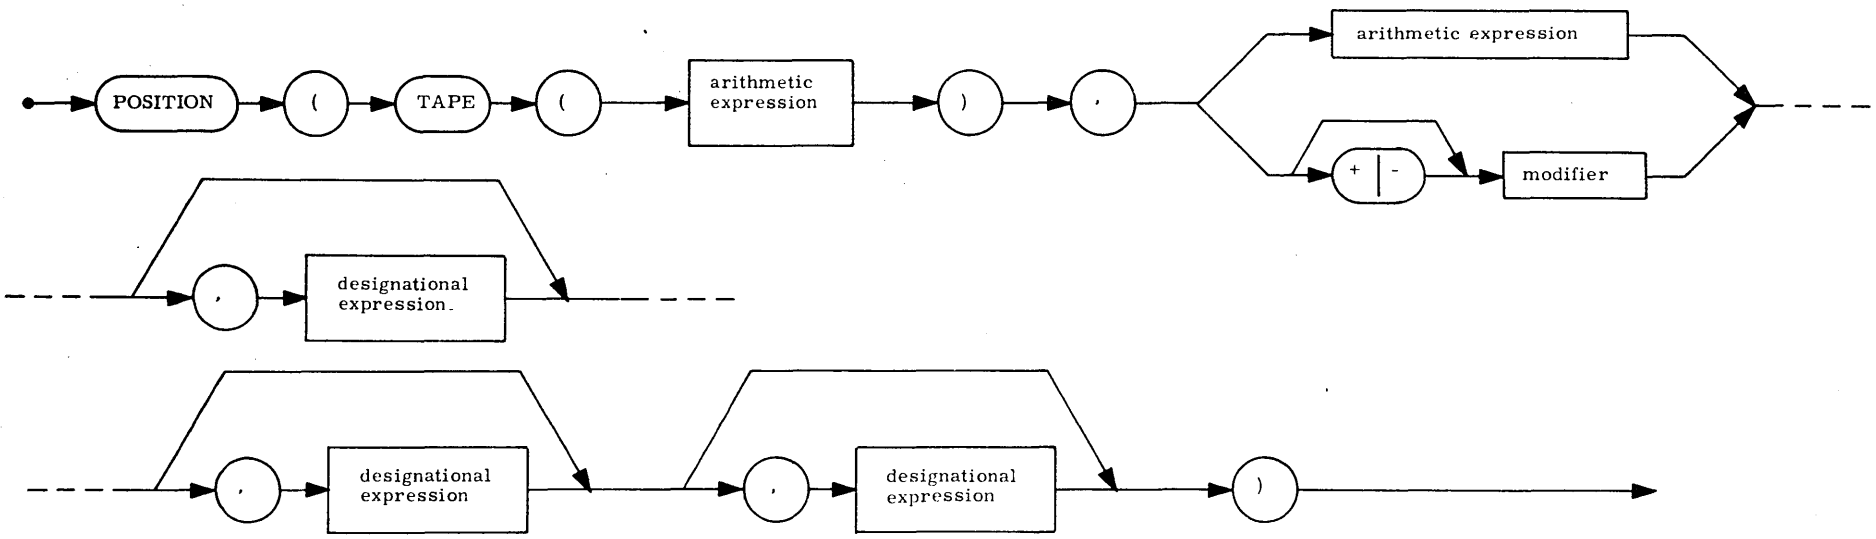 arithmetic expression
POSITION ( TAPE ( arithmetic expression ) ,
+ | - modifier
, designational expression
, designational expression , designational expression )